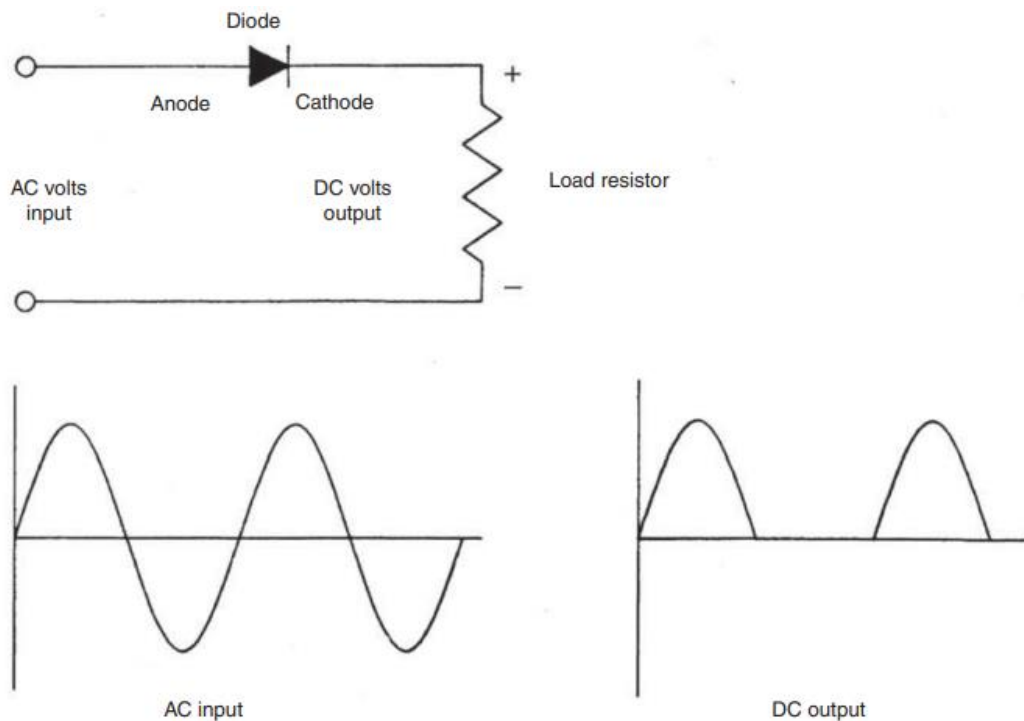 Diode
+
Anode
Cathode
AC volts
input
DC volts
output
Load resistor
−
AC input
DC output